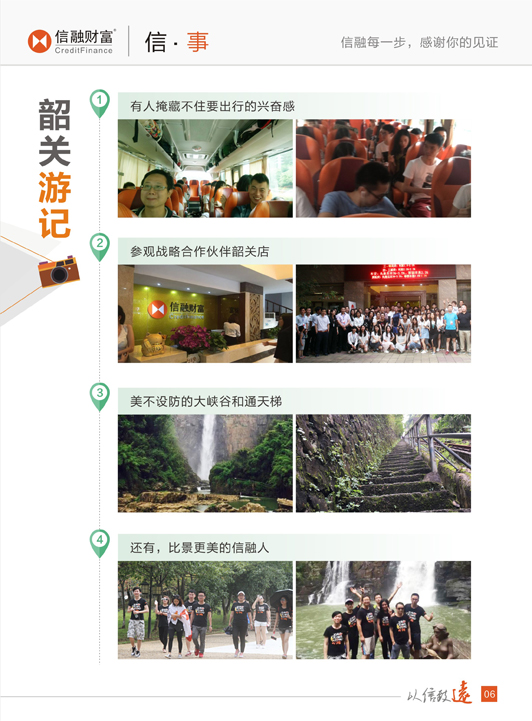 信融财富®
CreditFinance
信·事
信融每一步，感谢你的见证
韶关游记
1
有人掩藏不住要出行的兴奋感
2
参观战略合作伙伴韶关店
信融财富
CreditFinance
3
美不设防的大峡谷和通天梯
4
还有，比景更美的信融人
以信致远
06